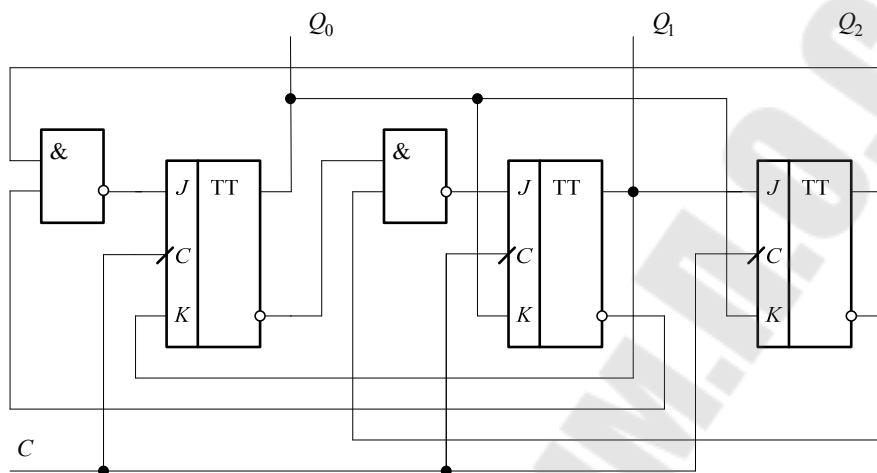 Q₀ Q₁ Q₂
& &
J TT J TT J TT
C C C
K K K
C